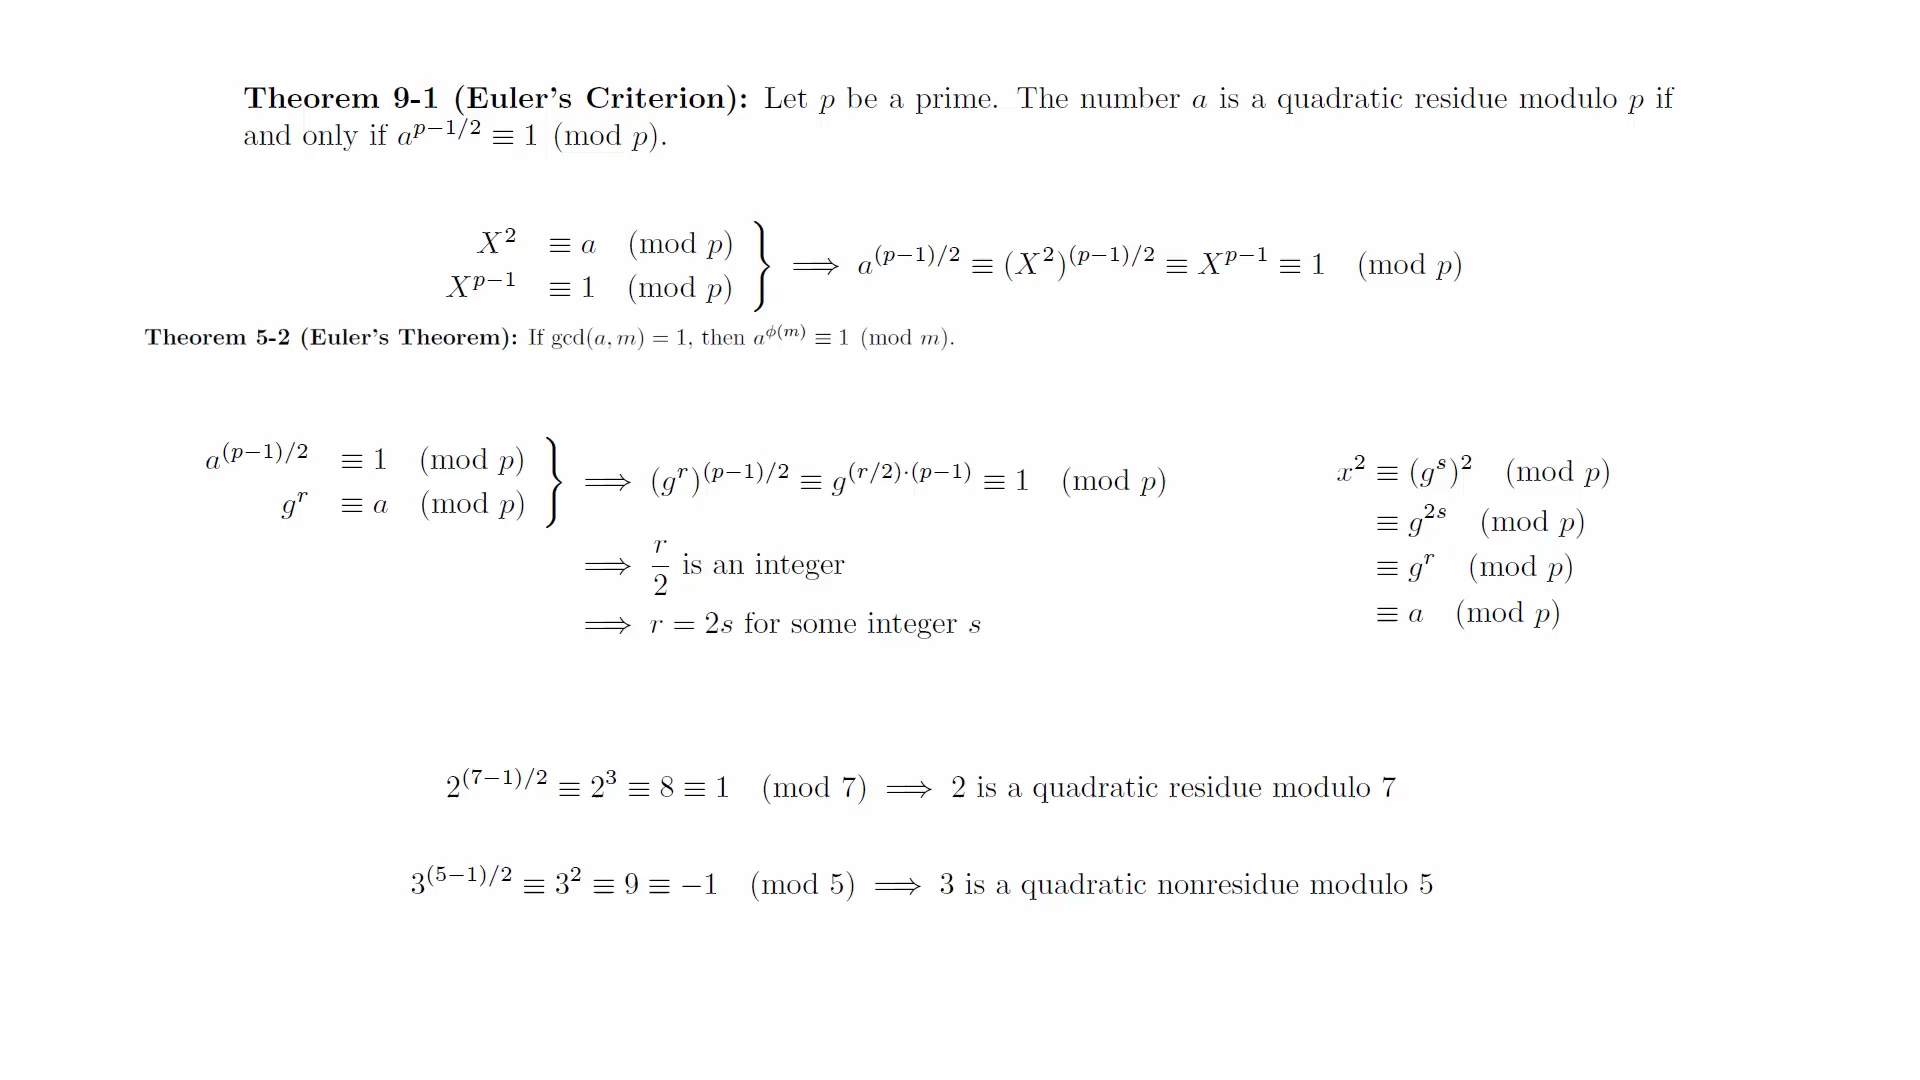 Theorem 9-1 (Euler's Criterion): Let p be a prime. The number a is a quadratic residue modulo p if
and only if a^{p−1/2} ≡ 1 (mod p).
X^2 ≡ a (mod p)
X^{p−1} ≡ 1 (mod p)
} ⟹ a^{(p−1)/2} ≡ (X^2)^{(p−1)/2} ≡ X^{p−1} ≡ 1 (mod p)
Theorem 5-2 (Euler's Theorem): If gcd(a, m) = 1, then a^{ϕ(m)} ≡ 1 (mod m).
a^{(p−1)/2} ≡ 1 (mod p)
g^r ≡ a (mod p)
} ⟹ (g^r)^{(p−1)/2} ≡ g^{(r/2)·(p−1)} ≡ 1 (mod p)
⟹ r/2 is an integer
⟹ r = 2s for some integer s
x^2 ≡ (g^s)^2 (mod p)
≡ g^{2s} (mod p)
≡ g^r (mod p)
≡ a (mod p)
2^{(7−1)/2} ≡ 2^3 ≡ 8 ≡ 1 (mod 7) ⟹ 2 is a quadratic residue modulo 7
3^{(5−1)/2} ≡ 3^2 ≡ 9 ≡ −1 (mod 5) ⟹ 3 is a quadratic nonresidue modulo 5